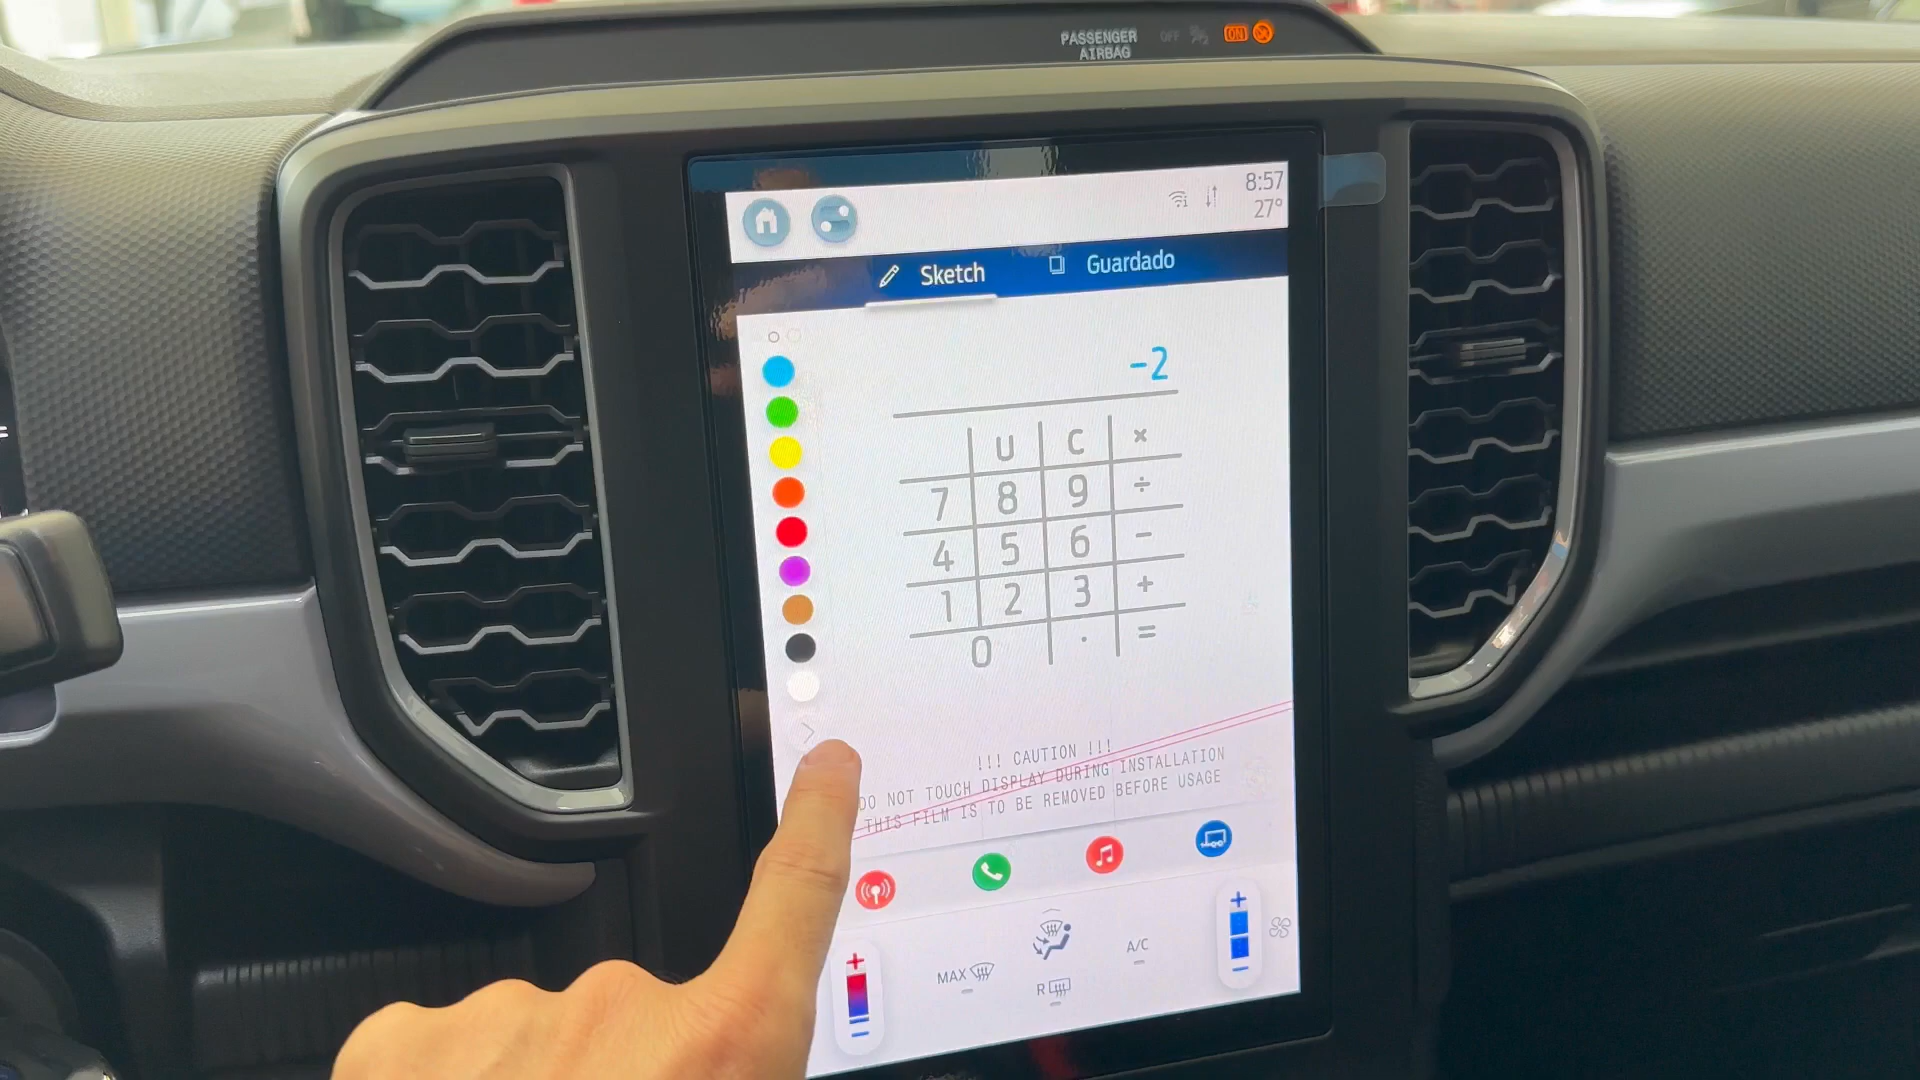 PASSENGER OFF ON
AIRBAG
8:57
27°
Sketch Guardado
-2
U C ×
7 8 9 ÷
4 5 6 -
1 2 3 +
0 . =
!!! CAUTION !!!
DO NOT TOUCH DISPLAY DURING INSTALLATION
THIS FILM IS TO BE REMOVED BEFORE USAGE
+ MAX A/C +
- R -